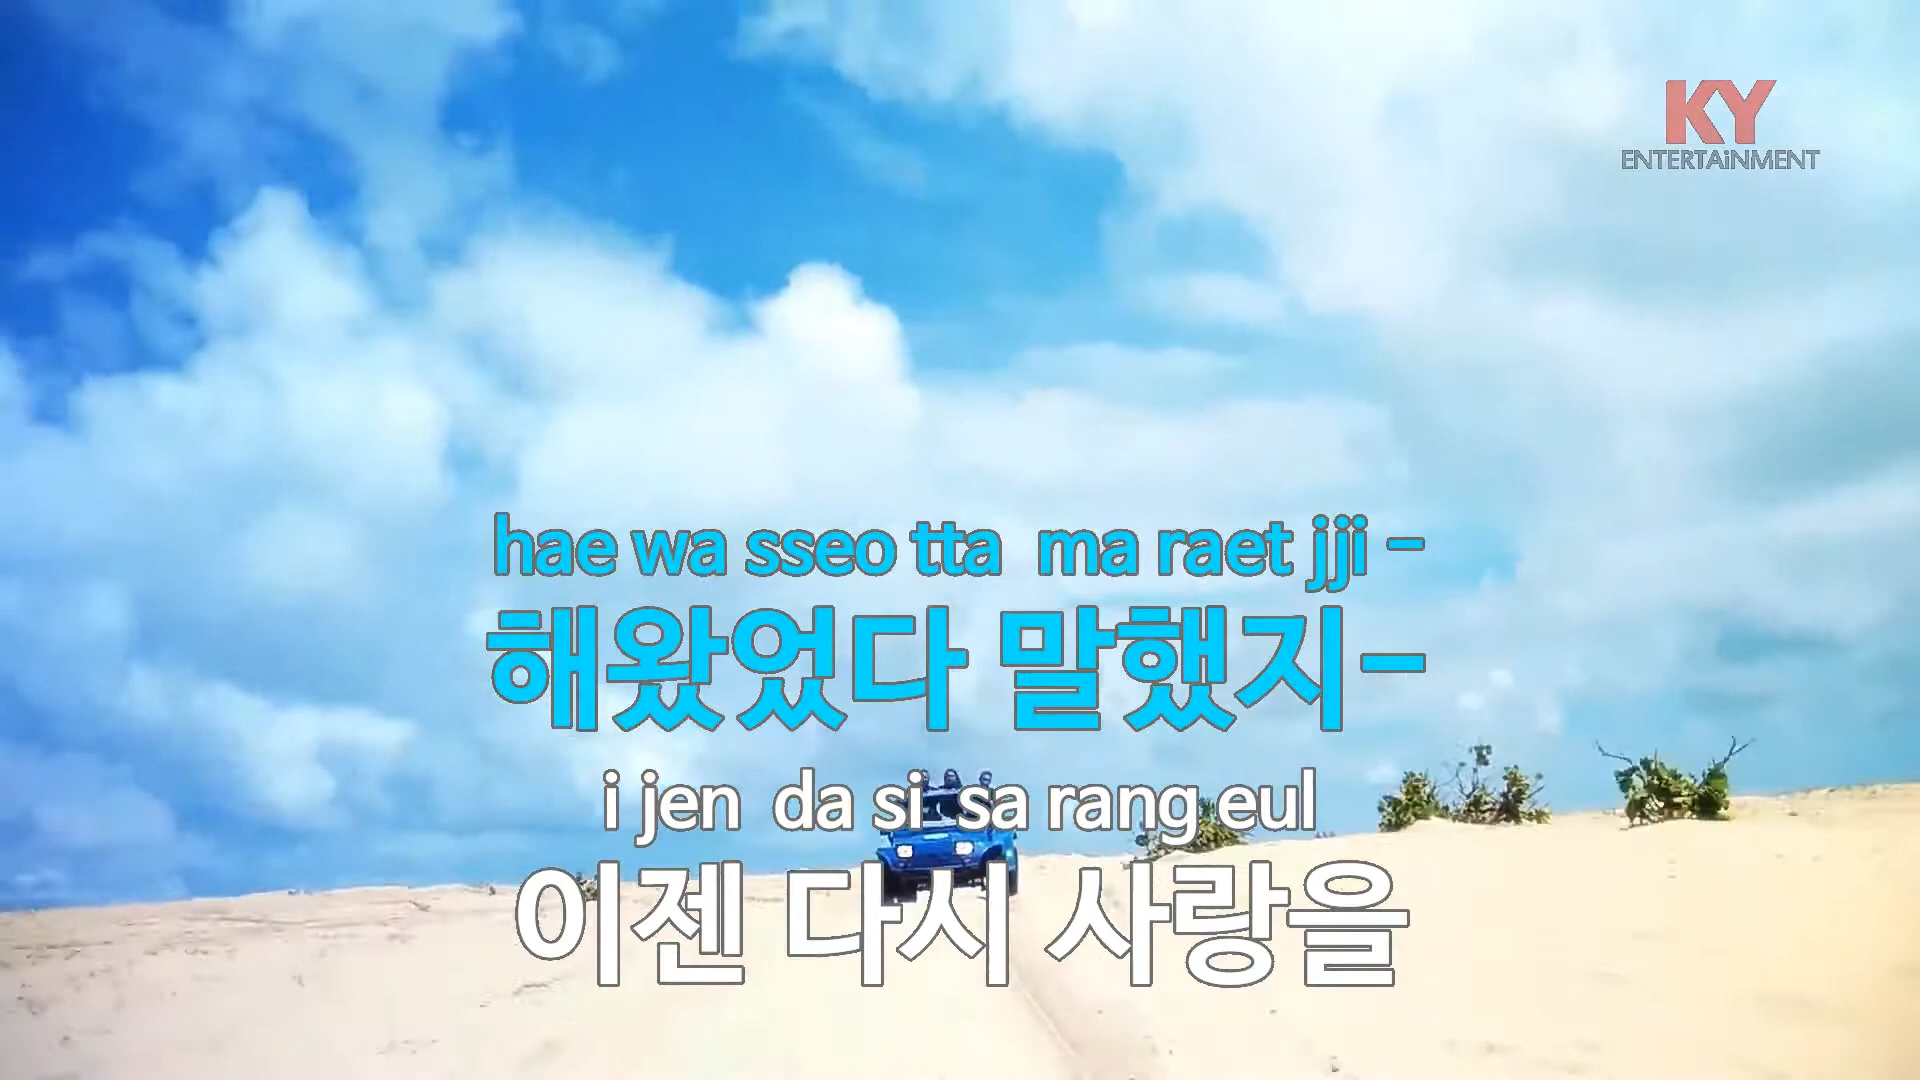 KY
ENTERTAiNMENT
hae wa sseo tta ma raet jji -
해왔었다 말했지-
i jen da si sa rang eul
이젠 다시 사랑을